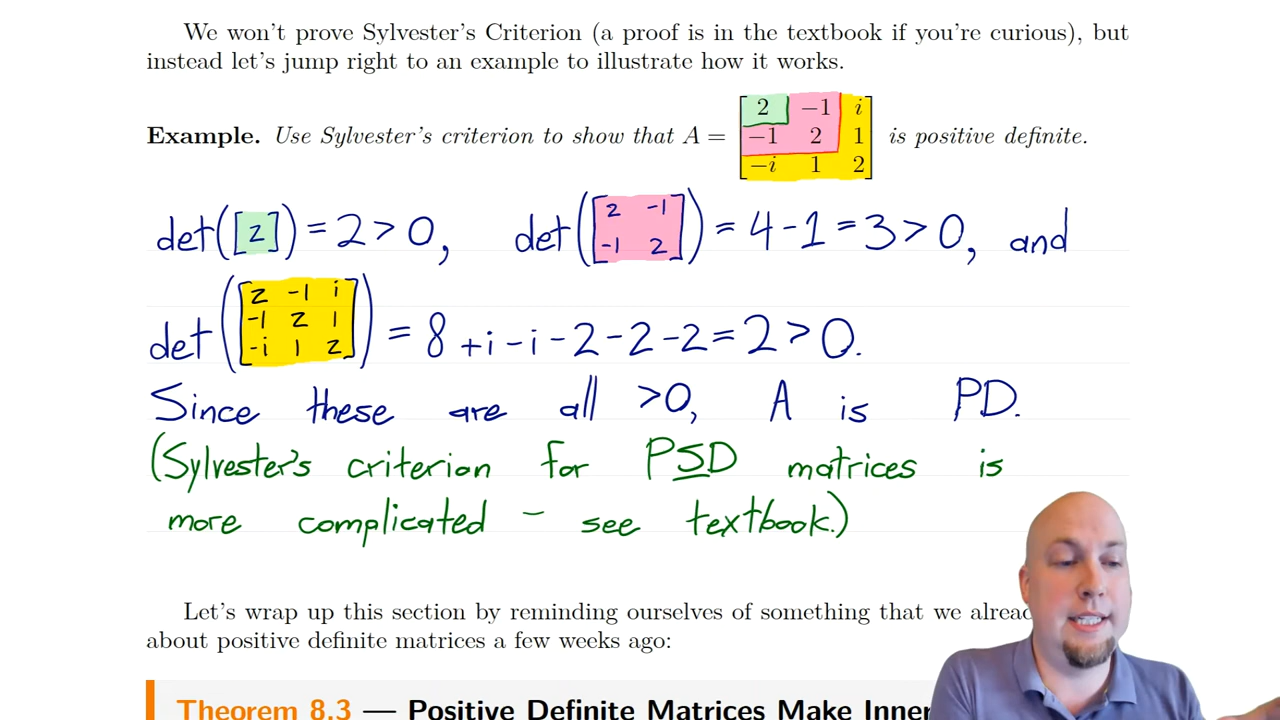 We won't prove Sylvester's Criterion (a proof is in the textbook if you're curious), but
instead let's jump right to an example to illustrate how it works.
Example. Use Sylvester's criterion to show that A = [2 −1 i; −1 2 1; −i 1 2] is positive definite.
det([2]) = 2 > 0, det([2 -1; -1 2]) = 4 - 1 = 3 > 0, and
det([2 -1 i; -1 2 1; -i 1 2]) = 8 + i - i - 2 - 2 - 2 = 2 > 0.
Since these are all >0, A is PD.
(Sylvester's criterion for PSD matrices is
more complicated - see textbook.)
Let's wrap up this section by reminding ourselves of something that we
about positive definite matrices a few weeks ago:
Theorem 8.3 — Positive Definite Matrices Make